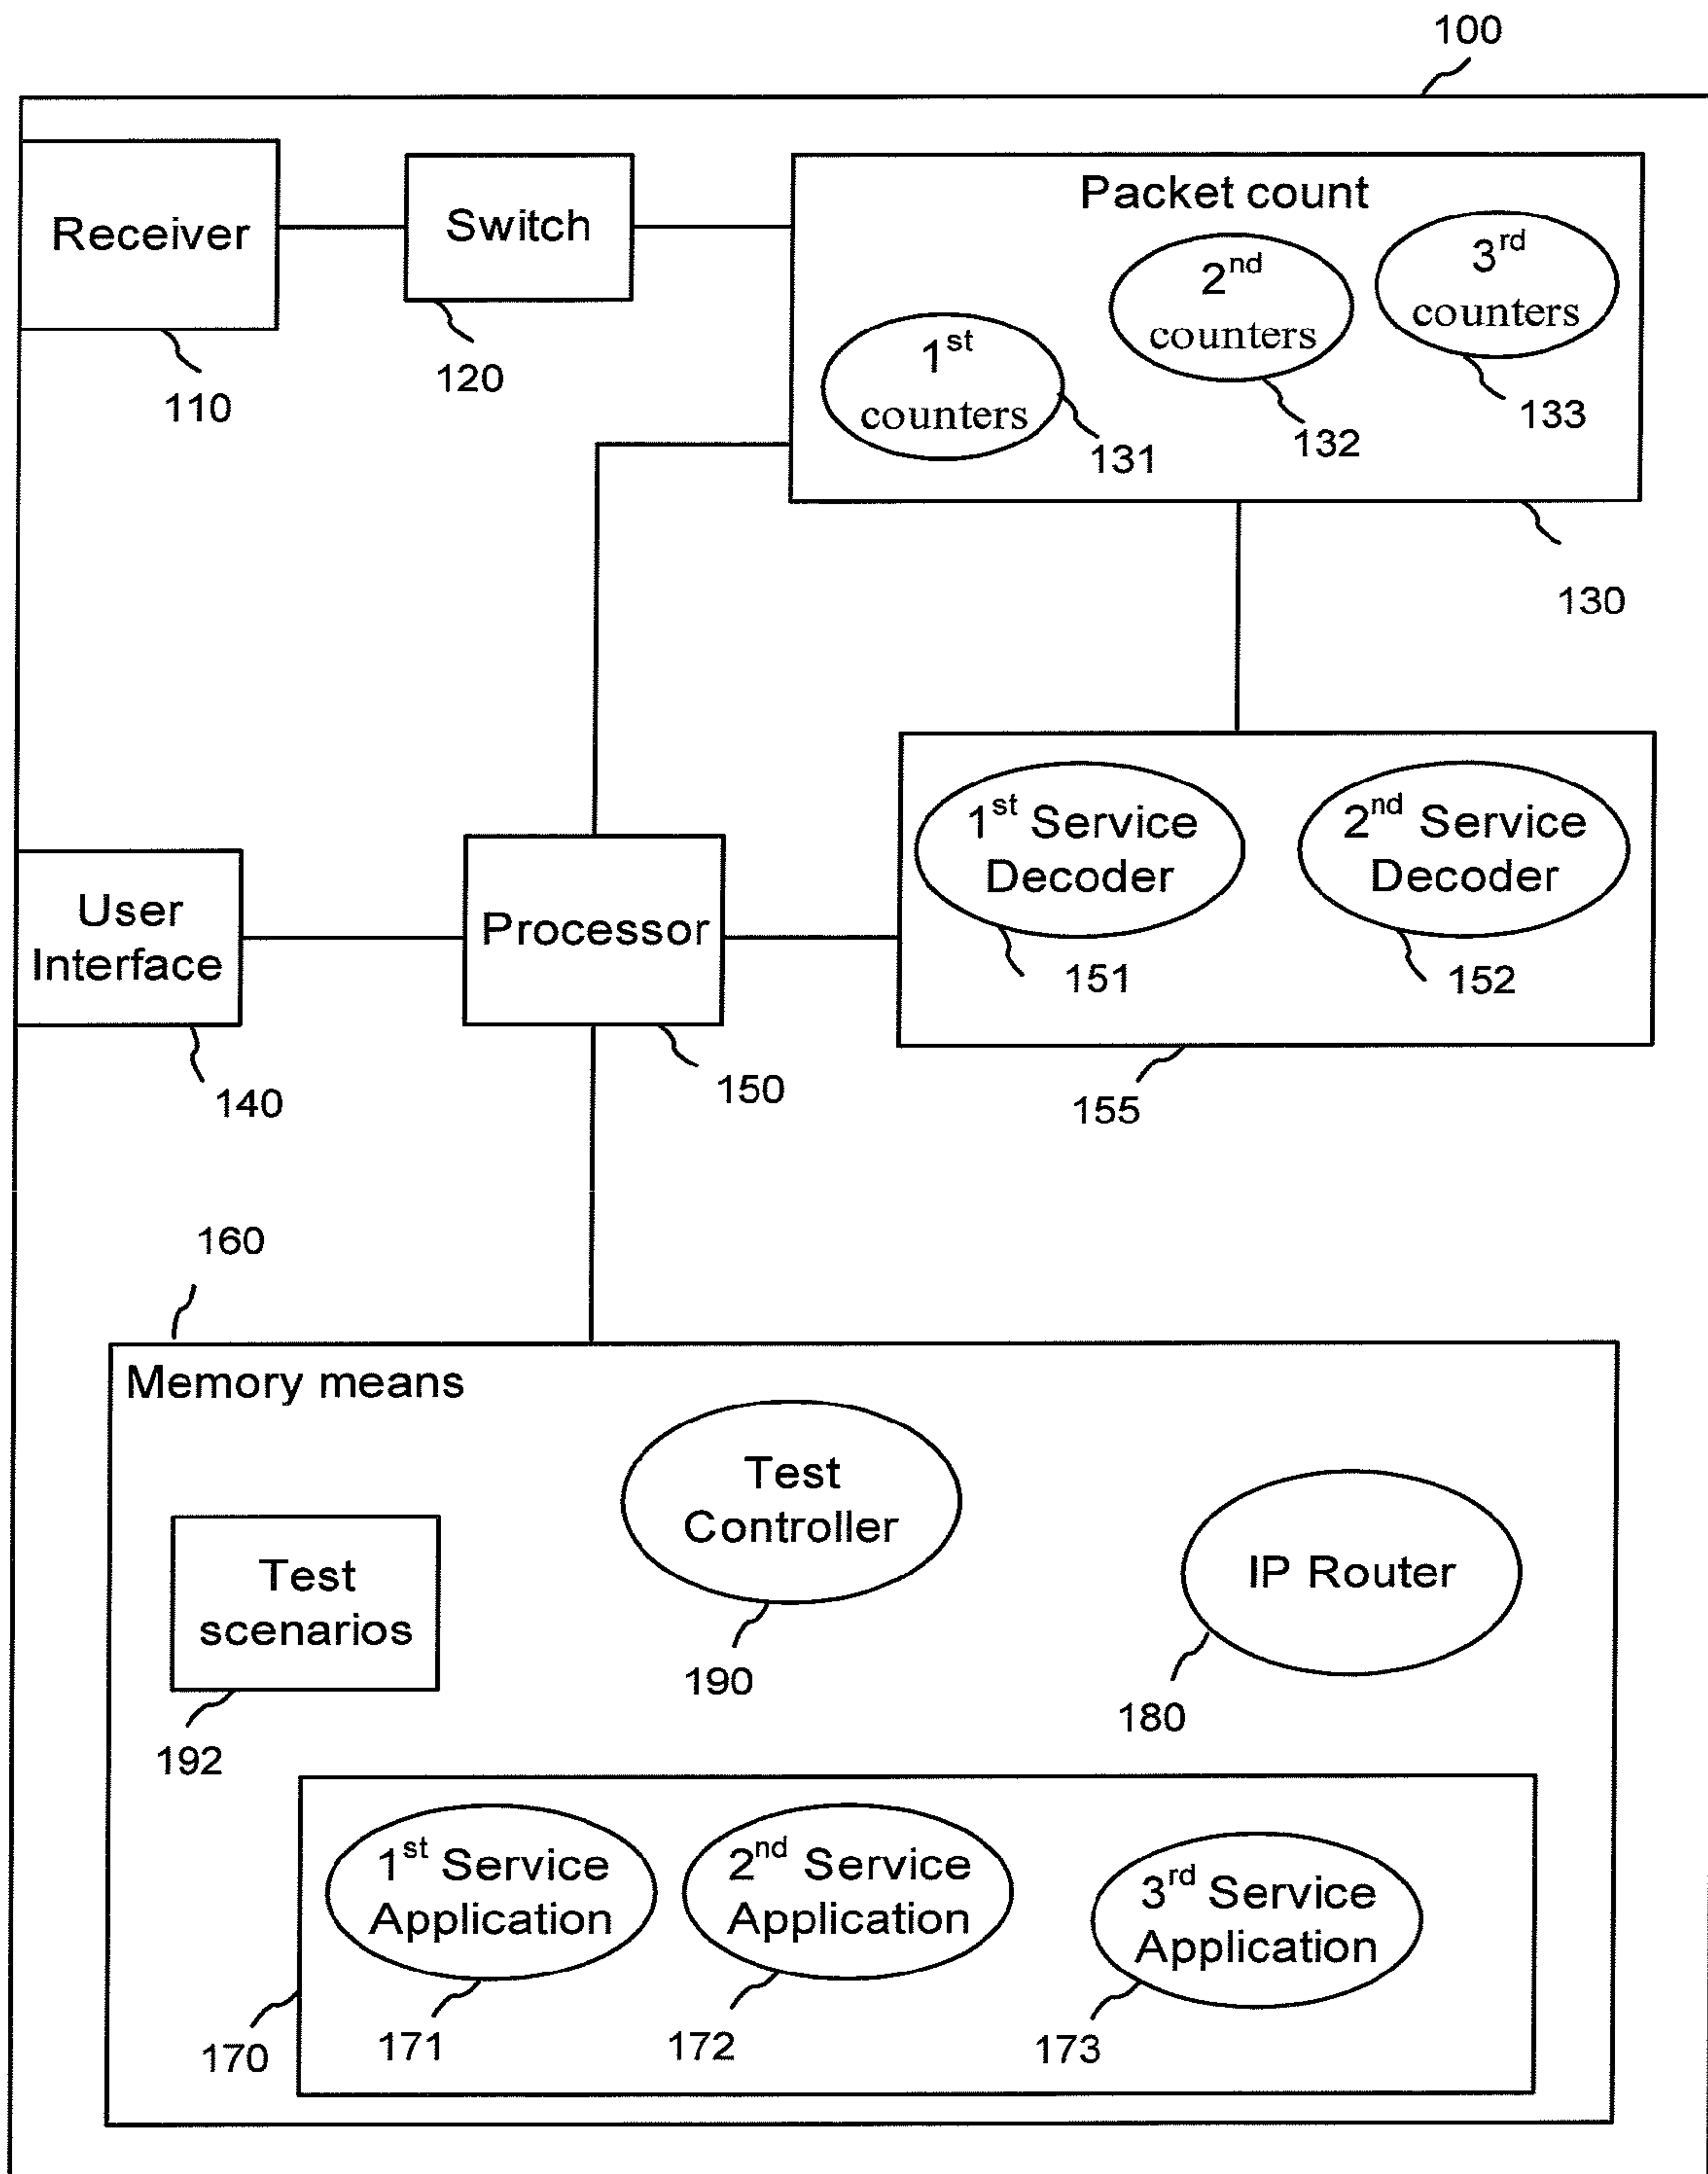 100
Receiver
Switch
Packet count
1st
counters
2nd
counters
3rd
counters
110
120
131
132
133
130
User
Interface
Processor
1st Service
Decoder
2nd Service
Decoder
151
152
140
150
155
160
Memory means
Test
scenarios
Test
Controller
IP Router
192
190
180
1st Service
Application
2nd Service
Application
3rd Service
Application
170
171
172
173